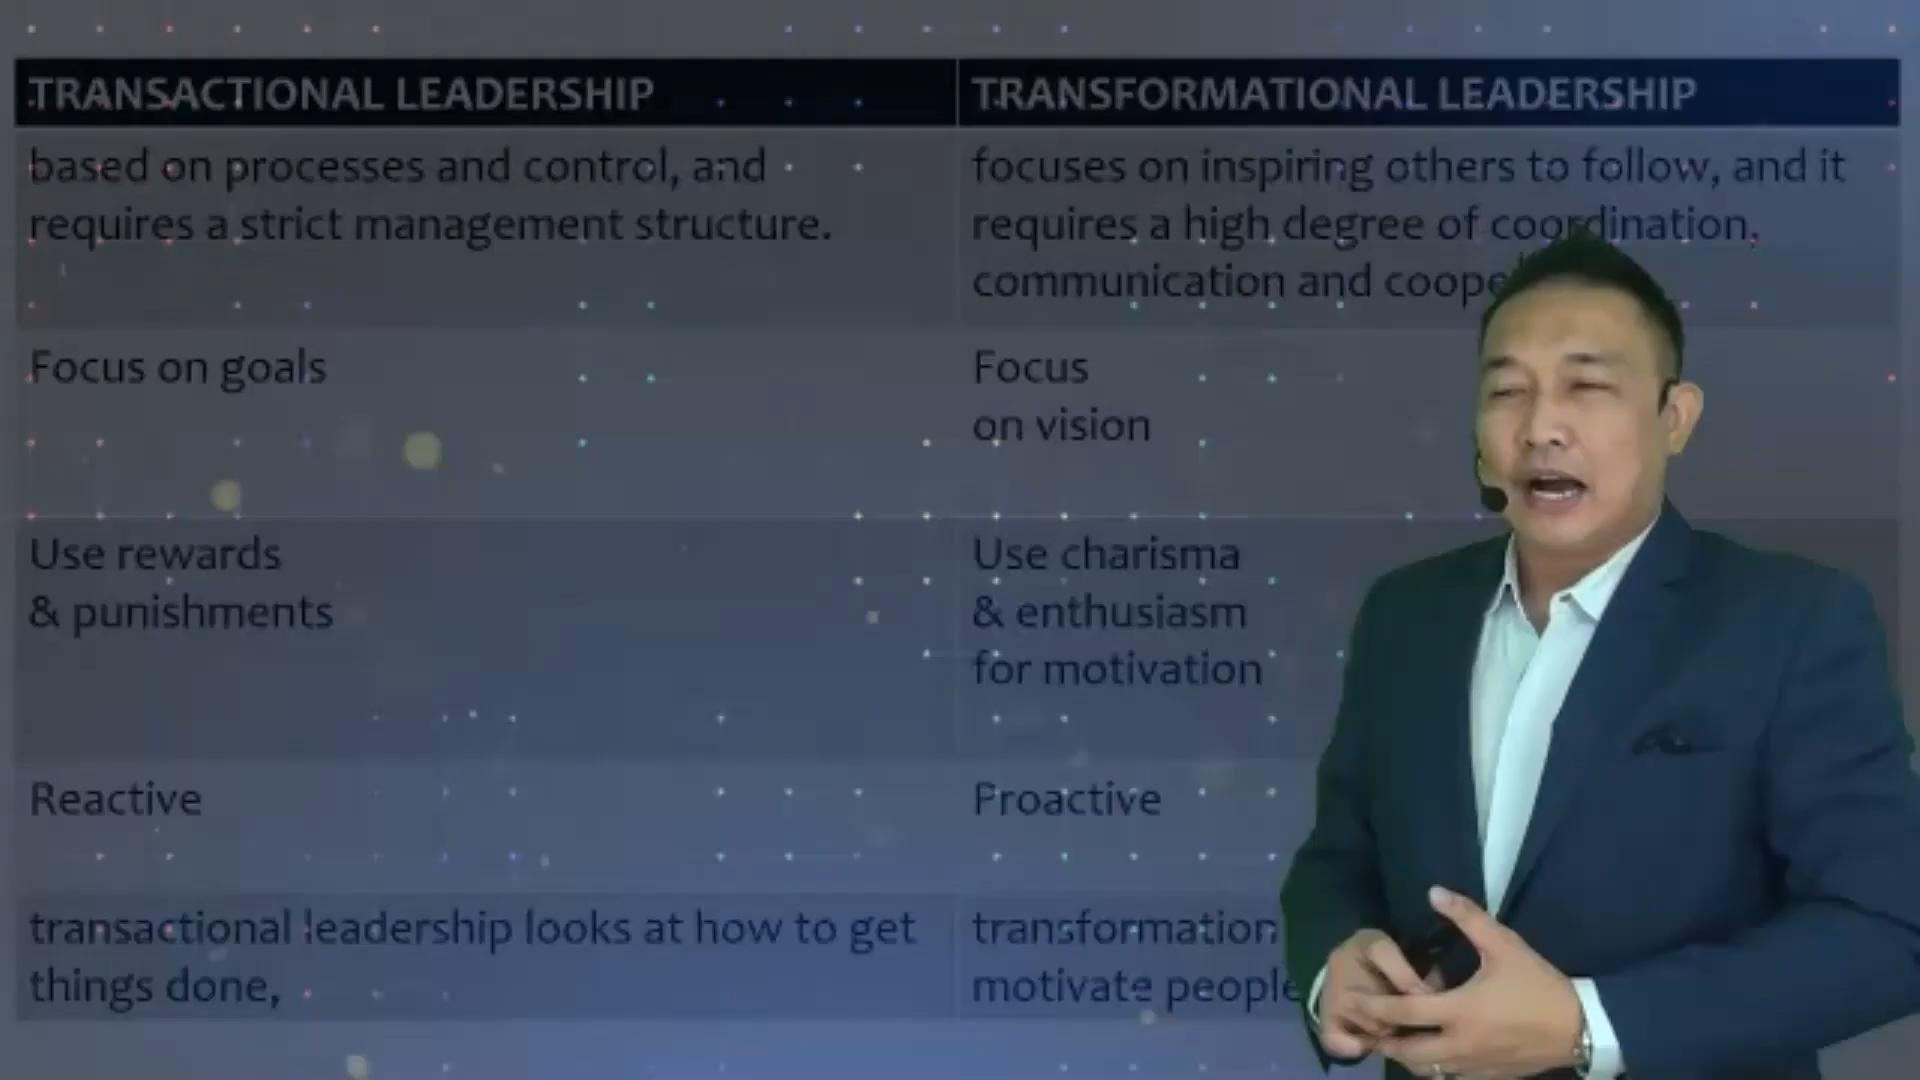 TRANSACTIONAL LEADERSHIP
TRANSFORMATIONAL LEADERSHIP
based on processes and control, and
requires a strict management structure.
focuses on inspiring others to follow, and it
requires a high degree of coordination,
communication and
Focus on goals
Focus
on vision
Use rewards
& punishments
Use charisma
& enthusiasm
for motivation
Reactive
Proactive
transactional leadership looks at how to get
things done,
motivate people